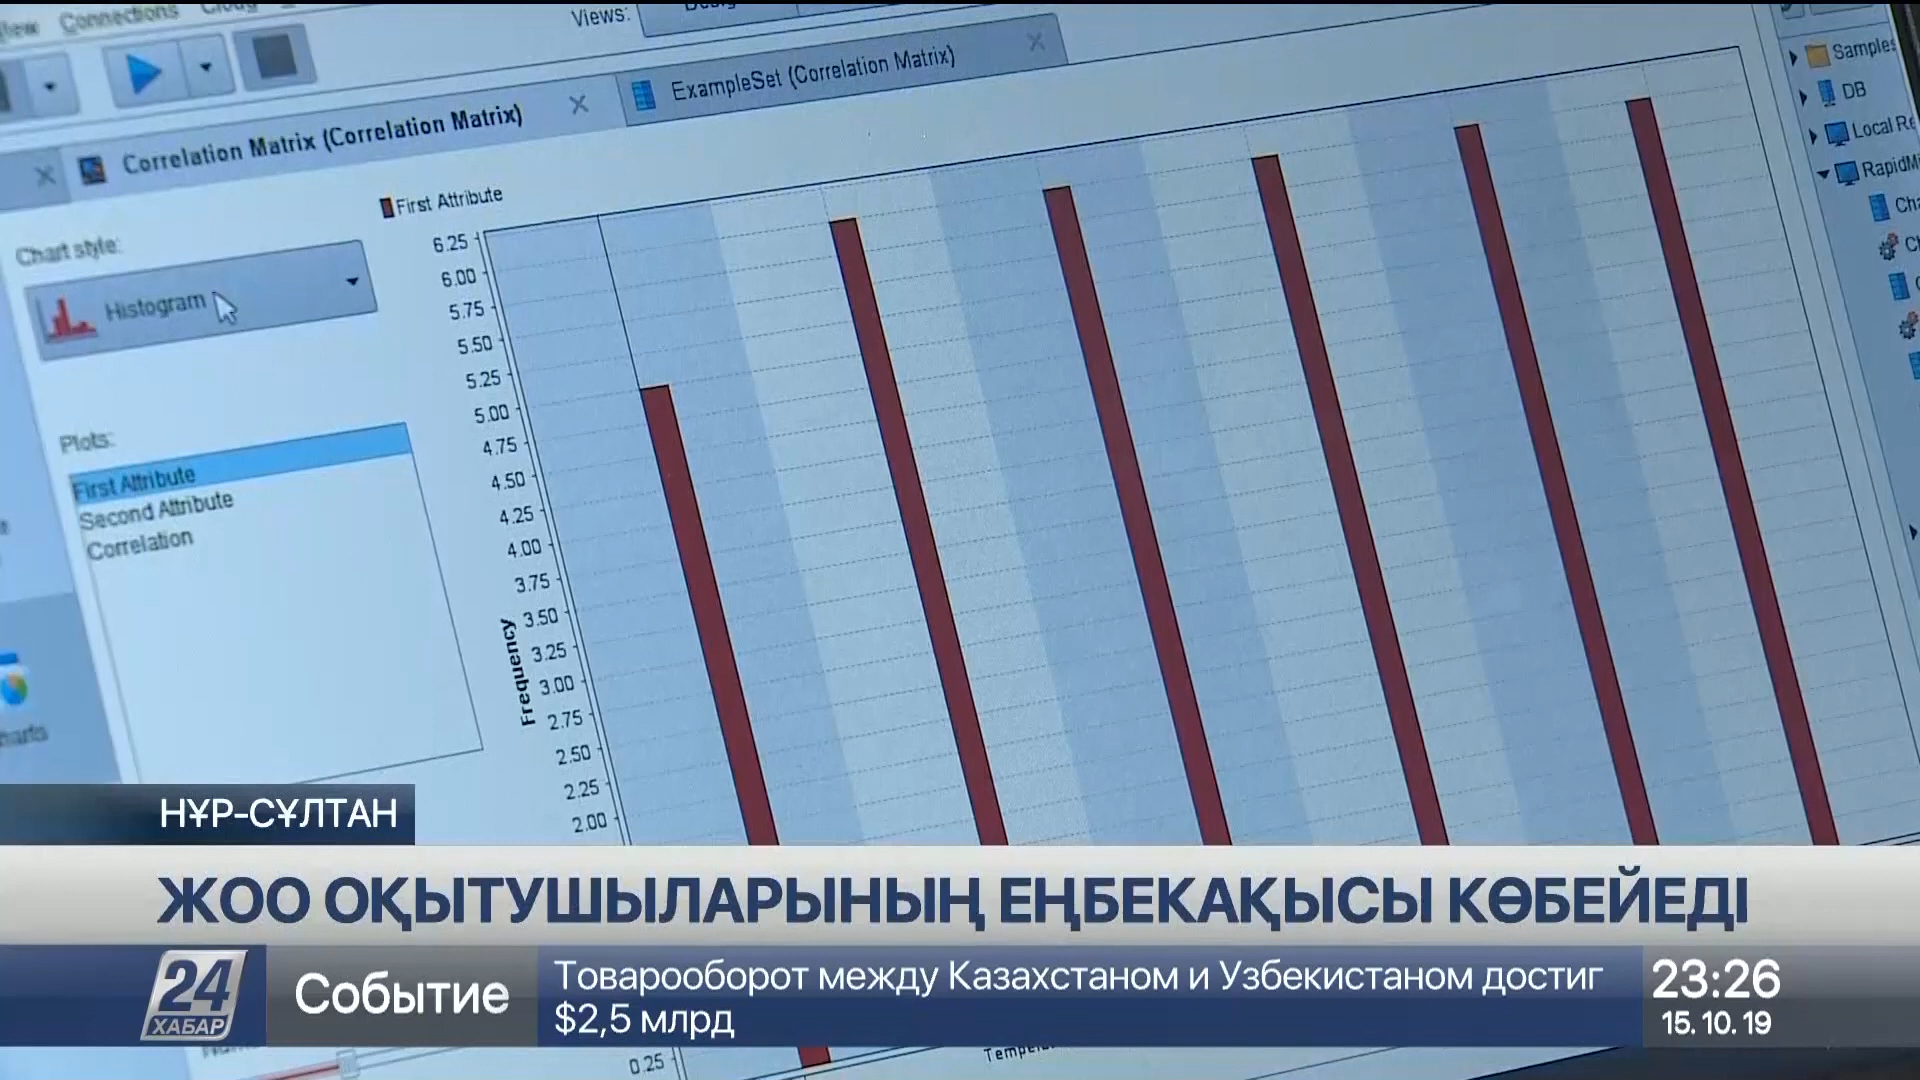 Connections
Views:
Correlation Matrix (Correlation Matrix)
ExampleSet (Correlation Matrix)
Samples
DB
Local Re
RapidMi
Chart style:
Histogram
First Attribute
Plots:
First Attribute
Second Attribute
Correlation
6.25
6.00
5.75
5.50
5.25
5.00
4.75
4.50
4.25
4.00
3.75
3.50
3.25
3.00
2.75
2.50
2.25
2.00
0.25
Frequency
НҰР-СҰЛТАН
ЖОО ОҚЫТУШЫЛАРЫНЫҢ ЕҢБЕКАҚЫСЫ КӨБЕЙЕДІ
24
ХАБАР
Событие
Товарооборот между Казахстаном и Узбекистаном достиг
$2,5 млрд
23:26
15.10.19